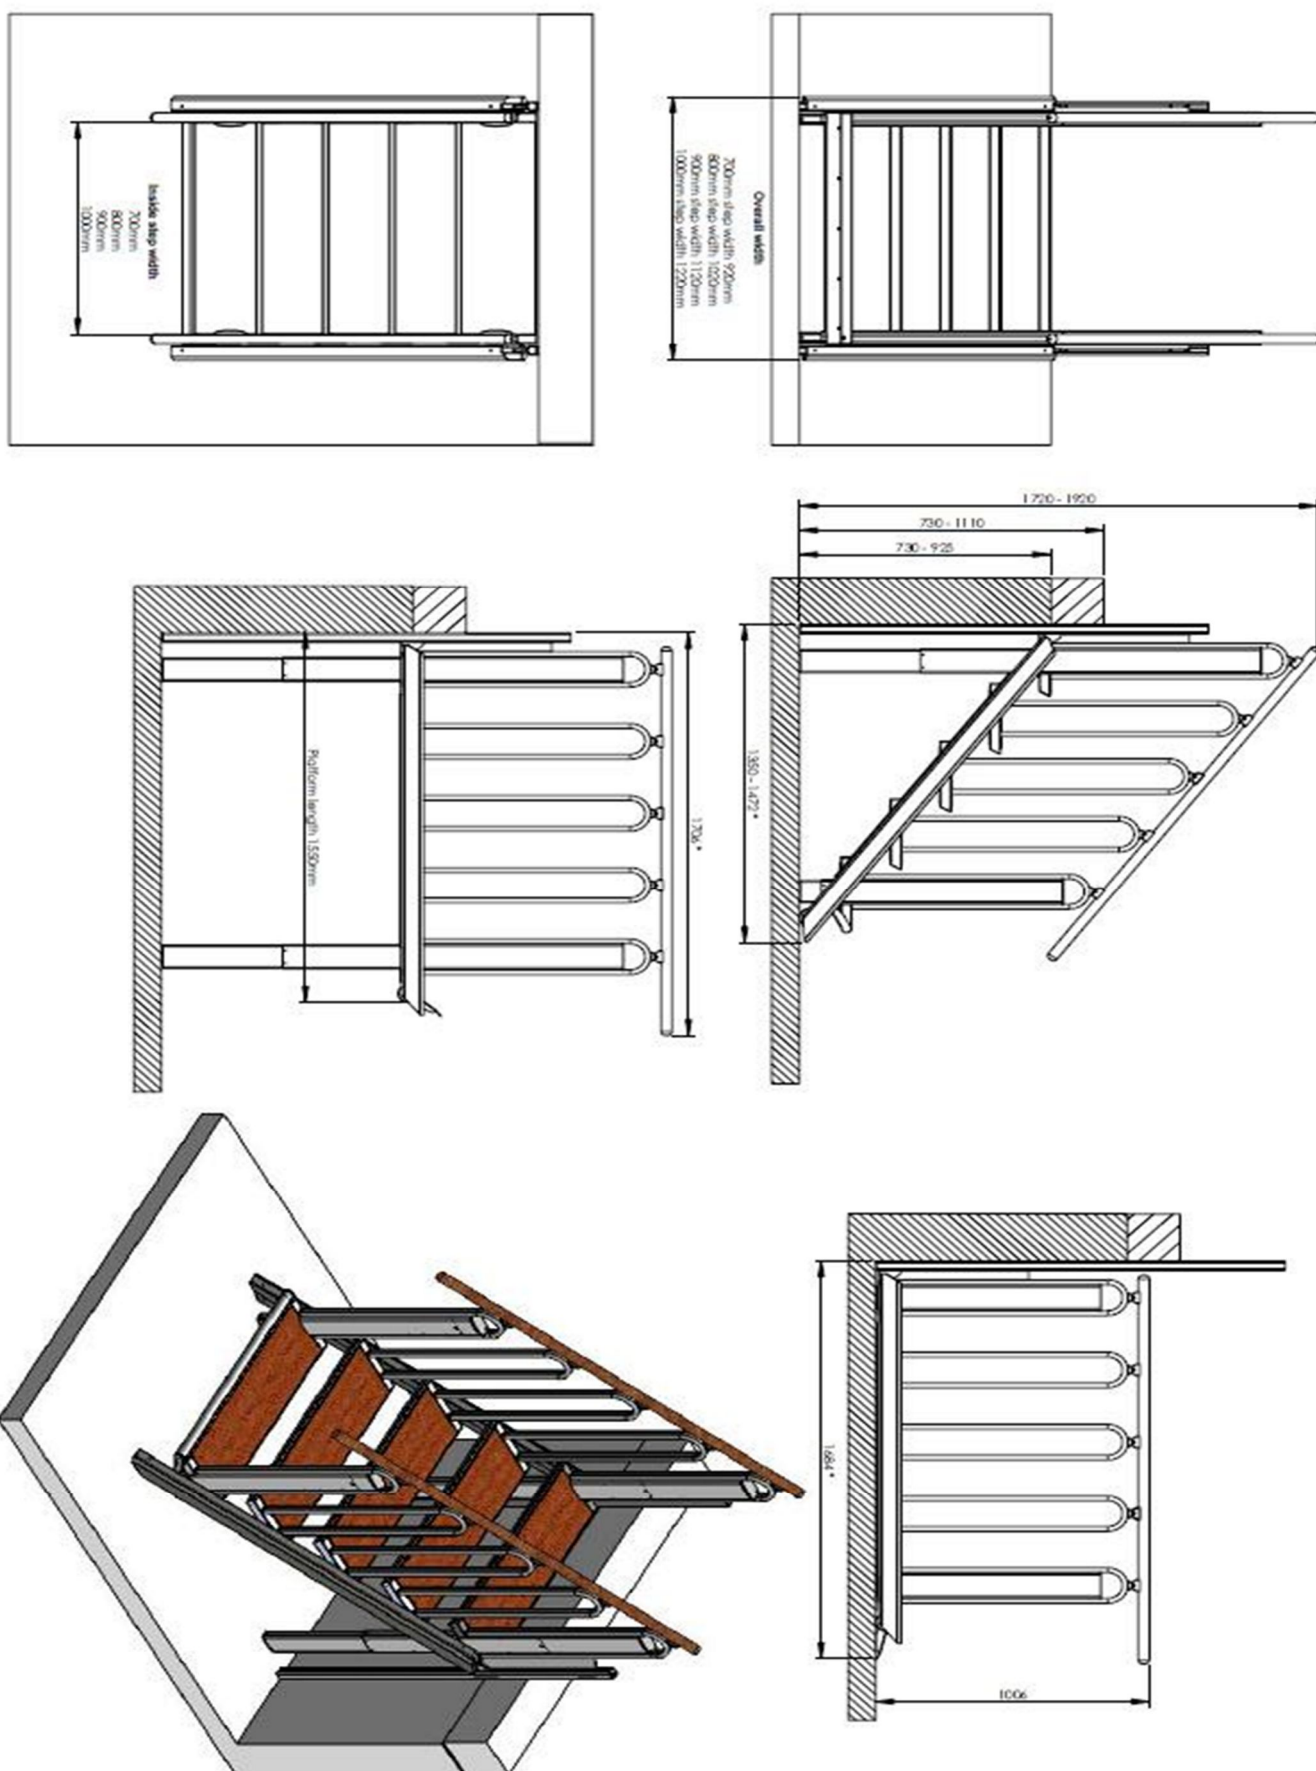 Inside step width
700mm
800mm
900mm
1000mm
Overall width
700mm step width 920mm
800mm step width 1020mm
900mm step width 1120mm
1000mm step width 1220mm
1720 - 1920
730 - 1110
730 - 925
1350 - 1472*
Platform length 1550mm
1706*
1684*
1006